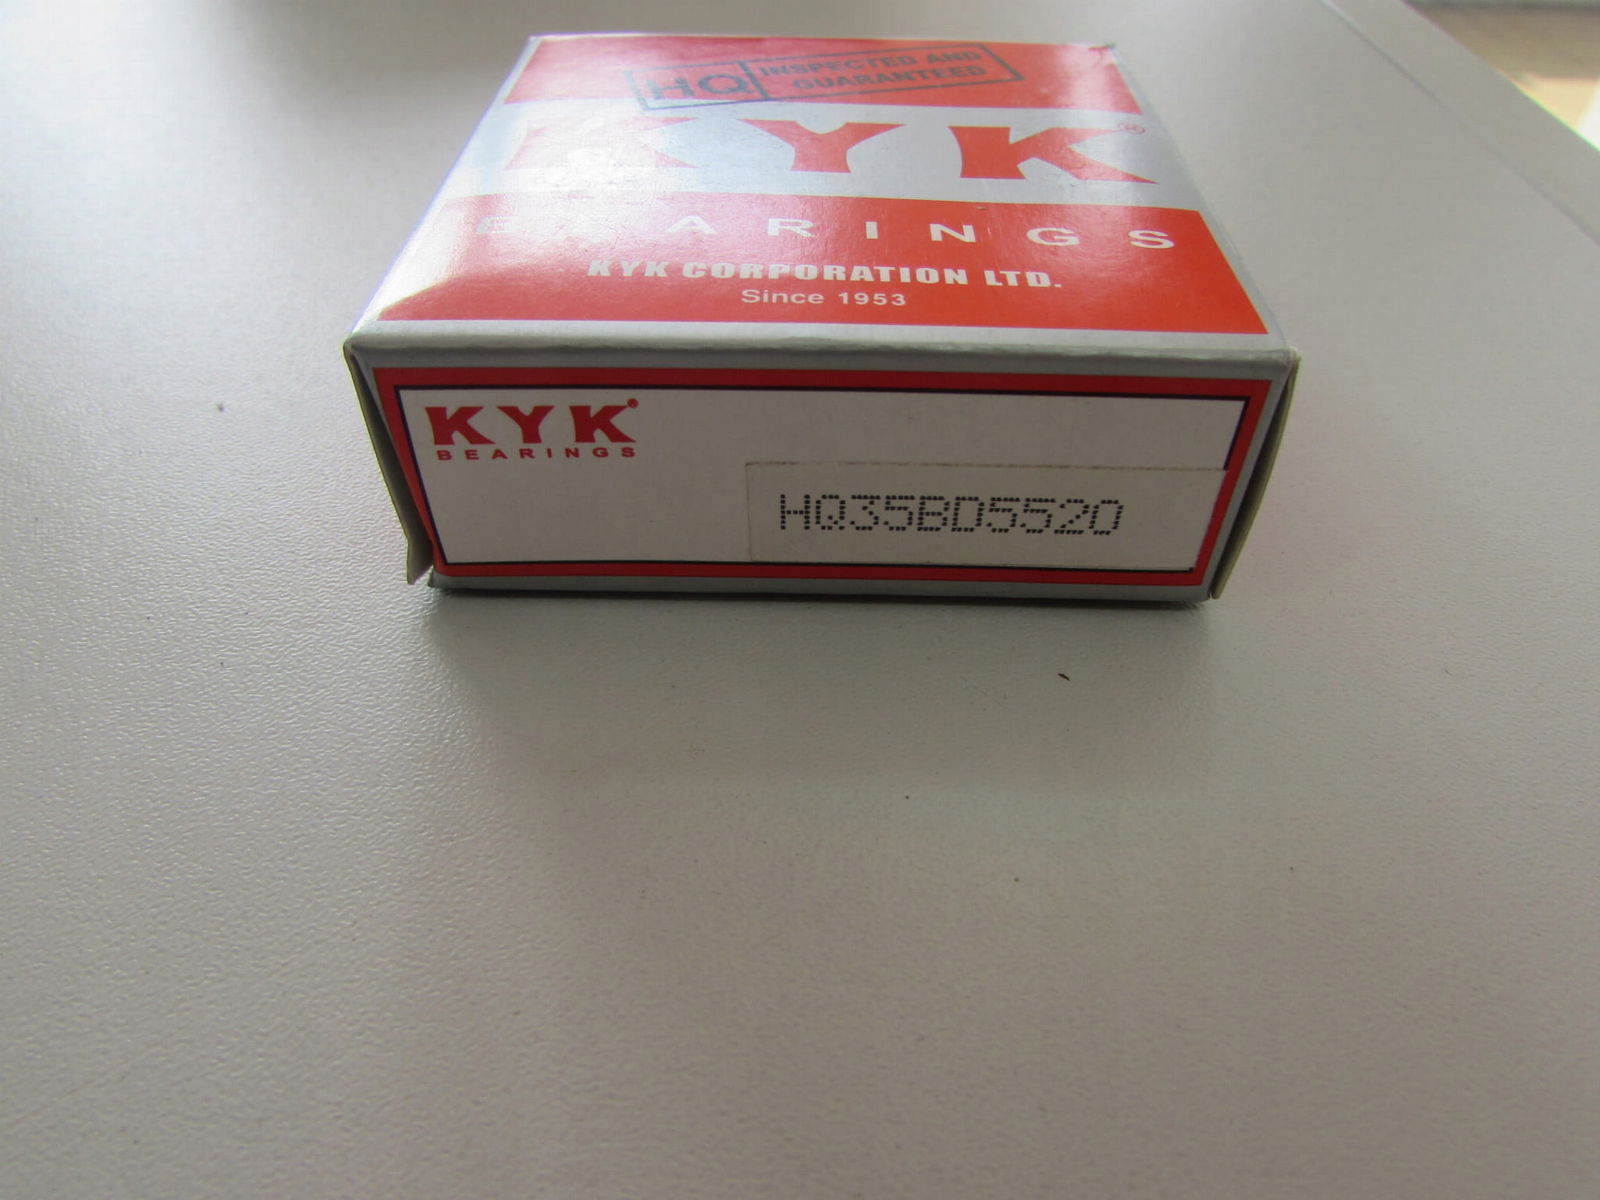 HQ INSPECTED AND
GUARANTEED
KYK®
BEARINGS
KYK CORPORATION LTD.
Since 1953
KYK®
BEARINGS
HQ35BD5520